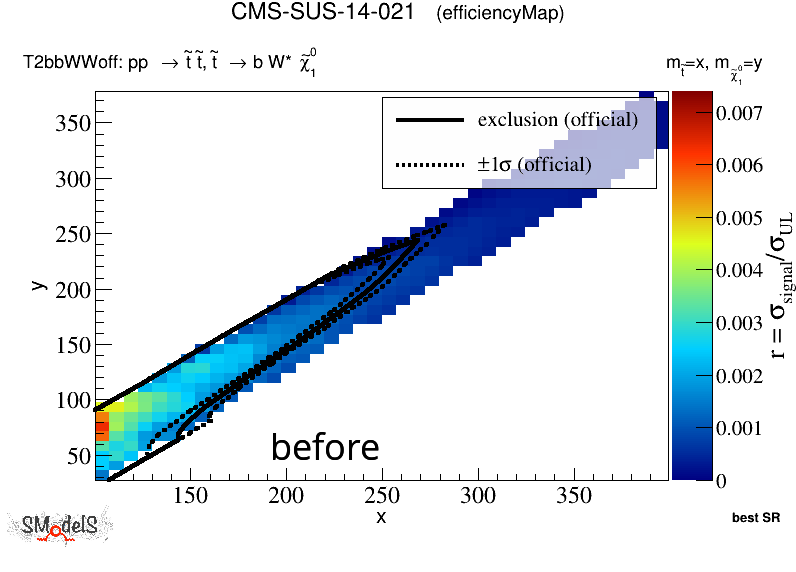 CMS-SUS-14-021 (efficiencyMap)
T2bbWWoff: pp → t̃ t̃, t̃ → b W* χ̃₁⁰
m_t̃=x, m_χ̃₁⁰=y
exclusion (official)
±1σ (official)
350
300
250
200
150
100
50
y
150
200
250
300
350
x
before
0.007
0.006
0.005
0.004
0.003
0.002
0.001
0
r = σ_signal/σ_UL
SModelS
best SR